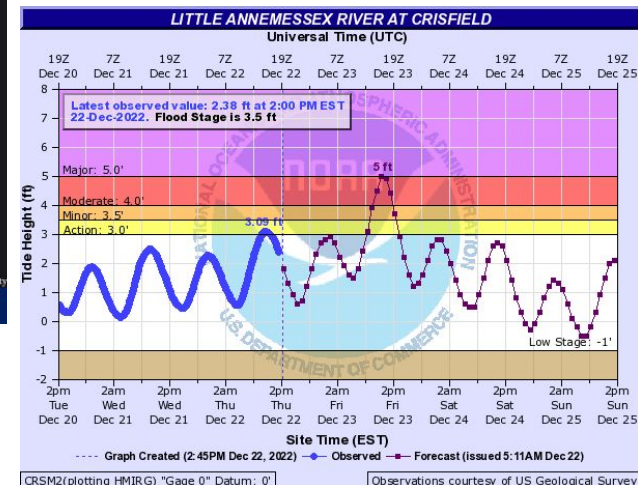 LITTLE ANNEMESSEX RIVER AT CRISFIELD
Universal Time (UTC)
19Z 7Z 19Z 7Z 19Z 7Z 19Z 7Z 19Z 7Z 19Z
Dec 20 Dec 21 Dec 21 Dec 22 Dec 22 Dec 23 Dec 23 Dec 24 Dec 24 Dec 25 Dec 25
8
Latest observed value: 2.38 ft at 2:00 PM EST
22-Dec-2022. Flood Stage is 3.5 ft
7
6
5 ft
Major: 5.0'
5
Moderate: 4.0'
4
Minor: 3.5'
3.09 ft
Action: 3.0'
3
2
1
0
Low Stage: -1'
-1
-2
Tide Height (ft)
NATIONAL OCEANIC AND ATMOSPHERIC ADMINISTRATION
NOAA
U.S. DEPARTMENT OF COMMERCE
2pm 2am 2pm 2am 2pm 2am 2pm 2am 2pm 2am 2pm
Tue Wed Wed Thu Thu Fri Fri Sat Sat Sun Sun
Dec 20 Dec 21 Dec 21 Dec 22 Dec 22 Dec 23 Dec 23 Dec 24 Dec 24 Dec 25 Dec 25
Site Time (EST)
Graph Created (2:45PM Dec 22, 2022) Observed Forecast (issued 5:11AM Dec 22)
CRSM2(plotting HMIRG) "Gage 0" Datum: 0' Observations courtesy of US Geological Survey